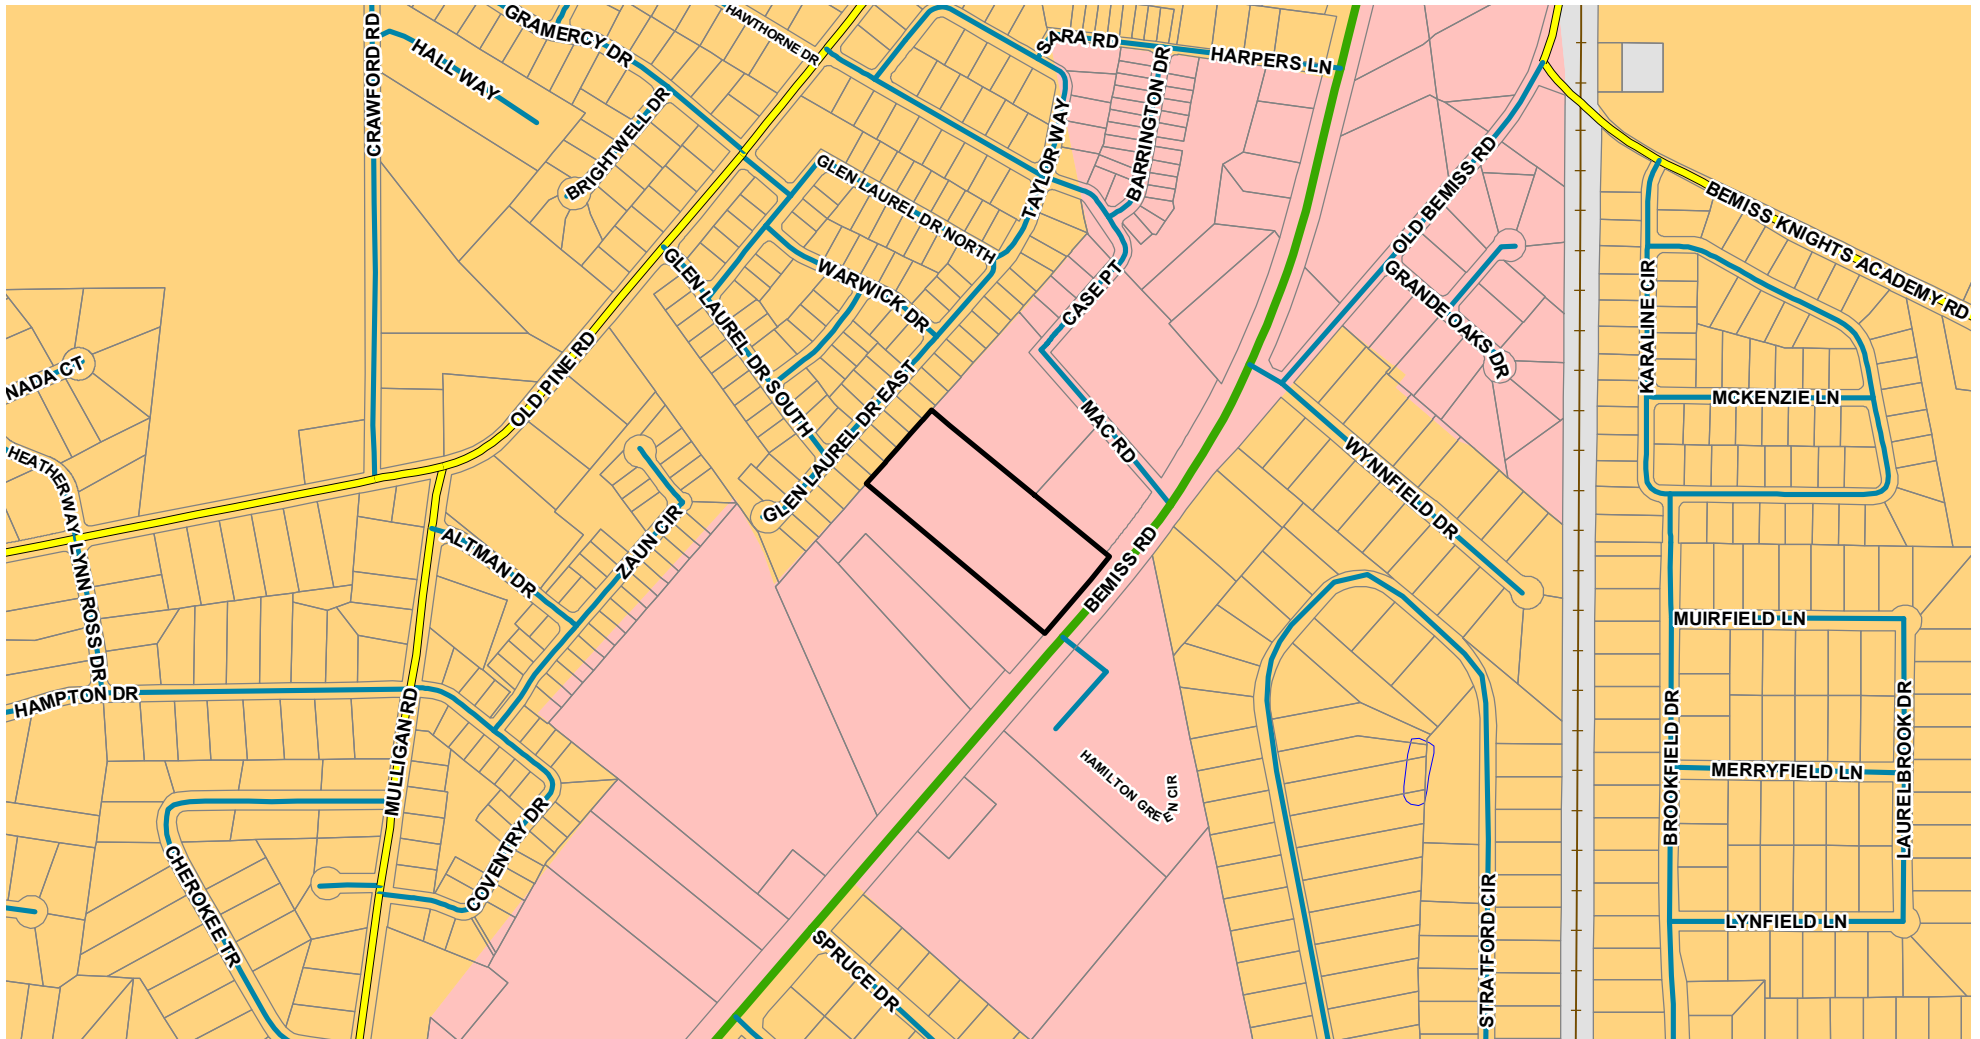 CRAWFORD RD
HALL WAY
GRAMERCY DR
BRIGHTWELL DR
HAWTHORNE DR
SARA RD
HARPERS LN
BARRINGTON DR
TAYLOR WAY
GLEN LAUREL DR NORTH
WARWICK DR
GLEN LAUREL DR SOUTH
GLEN LAUREL DR EAST
CASE PT
MAC RD
OLD BEMISS RD
GRANDE OAKS DR
BEMISS KNIGHTS ACADEMY RD
KARALINE CIR
MCKENZIE LN
OLD PINE RD
NADA CT
HEATHER WAY
LYNN ROSS DR
ALTMAN DR
ZAUN CIR
BEMISS RD
WYNNFIELD DR
HAMPTON DR
MULLIGAN RD
MUIRFIELD LN
LAURELBROOK DR
BROOKFIELD DR
MERRYFIELD LN
HAMILTON GREEN CIR
COVENTRY DR
CHEROKEE TR
SPRUCE DR
STRATFORD CIR
LYNFIELD LN